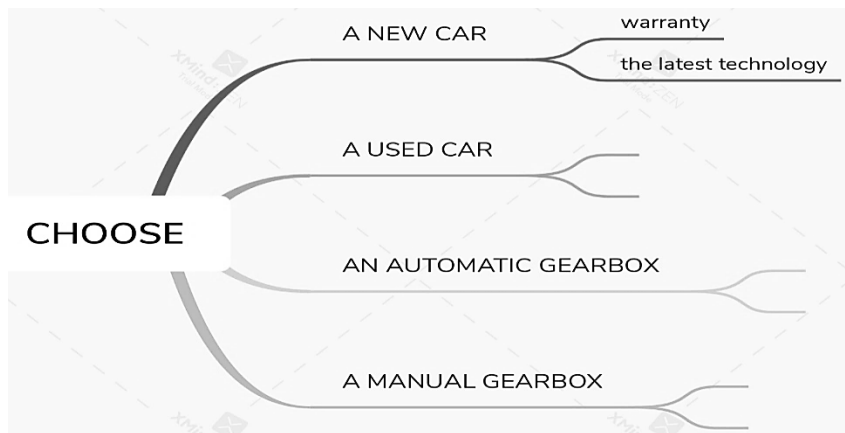 A NEW CAR
warranty
the latest technology
A USED CAR
CHOOSE
AN AUTOMATIC GEARBOX
A MANUAL GEARBOX